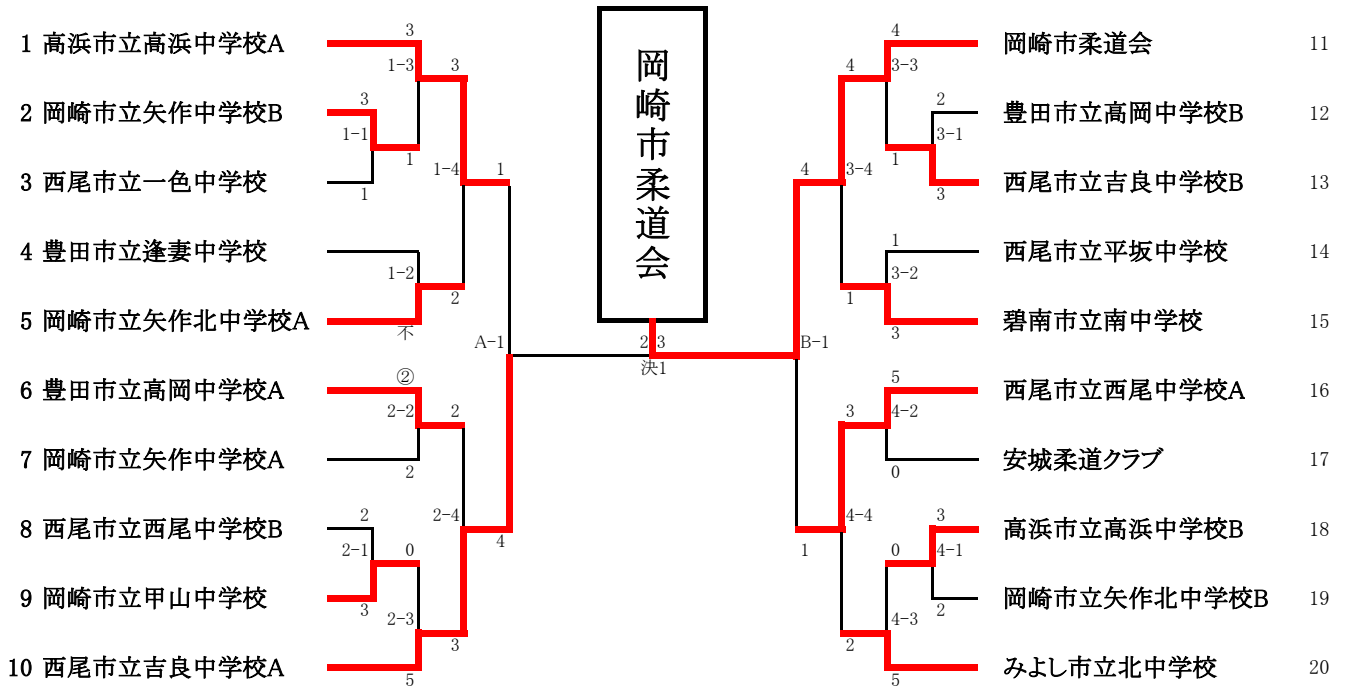 岡崎市柔道会
3
1 高浜市立高浜中学校A
1-3
3
2 岡崎市立矢作中学校B
3
1-1
1
3 西尾市立一色中学校
1
1-4
1
4 豊田市立逢妻中学校
1-2
2
5 岡崎市立矢作北中学校A
不
A-1
6 豊田市立高岡中学校A
②
2-2
2
7 岡崎市立矢作中学校A
2
8 西尾市立西尾中学校B
2
2-4
4
2-1
0
9 岡崎市立甲山中学校
3
2-3
3
10 西尾市立吉良中学校A
5
2 3
決1
4
岡崎市柔道会 11
4
3-3
2
豊田市立高岡中学校B 12
3-1
1
西尾市立吉良中学校B 13
3
4
3-4
1
西尾市立平坂中学校 14
3-2
1
碧南市立南中学校 15
3
B-1
5
西尾市立西尾中学校A 16
3
4-2
安城柔道クラブ 17
0
4-4
1
3
高浜市立高浜中学校B 18
0
4-1
岡崎市立矢作北中学校B 19
2
4-3
2
みよし市立北中学校 20
5